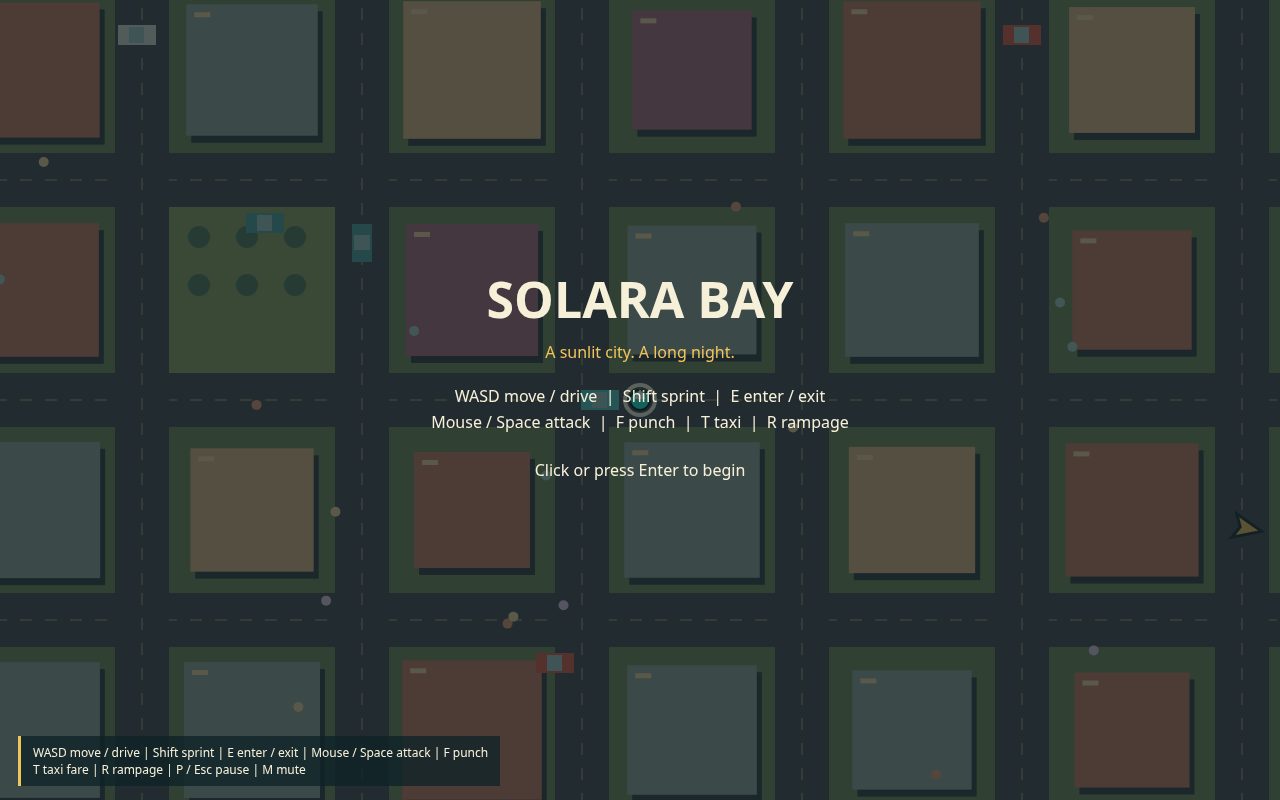 SOLARA BAY
A sunlit city. A long night.
WASD move / drive | Shift sprint | E enter / exit
Mouse / Space attack | F punch | T taxi | R rampage
Click or press Enter to begin
WASD move / drive | Shift sprint | E enter / exit | Mouse / Space attack | F punch
T taxi fare | R rampage | P / Esc pause | M mute